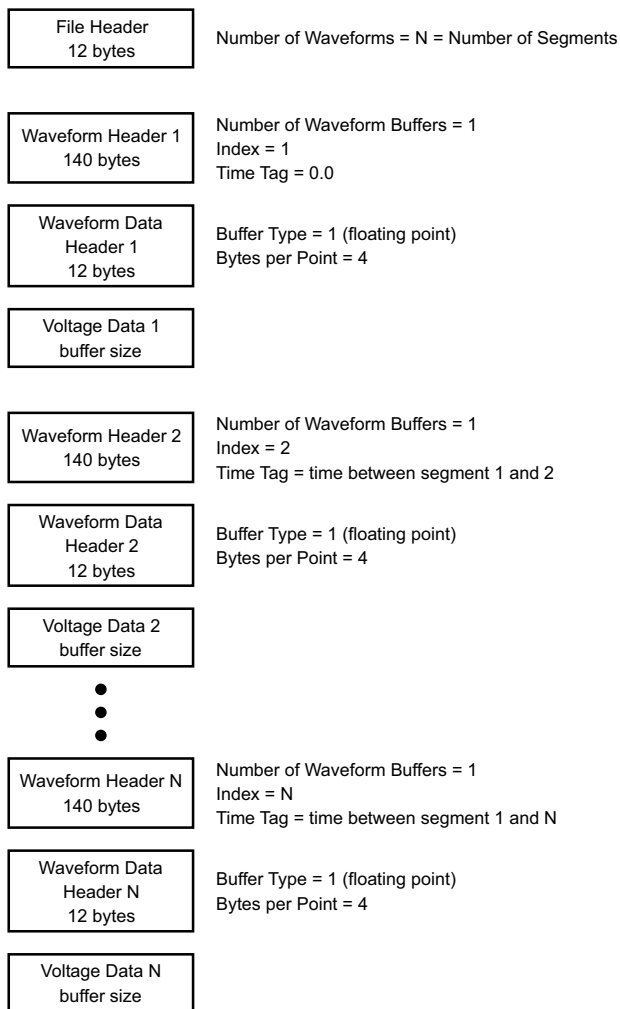 File Header
12 bytes
Number of Waveforms = N = Number of Segments
Waveform Header 1
140 bytes
Number of Waveform Buffers = 1
Index = 1
Time Tag = 0.0
Waveform Data
Header 1
12 bytes
Buffer Type = 1 (floating point)
Bytes per Point = 4
Voltage Data 1
buffer size
Waveform Header 2
140 bytes
Number of Waveform Buffers = 1
Index = 2
Time Tag = time between segment 1 and 2
Waveform Data
Header 2
12 bytes
Buffer Type = 1 (floating point)
Bytes per Point = 4
Voltage Data 2
buffer size
Waveform Header N
140 bytes
Number of Waveform Buffers = 1
Index = N
Time Tag = time between segment 1 and N
Waveform Data
Header N
12 bytes
Buffer Type = 1 (floating point)
Bytes per Point = 4
Voltage Data N
buffer size